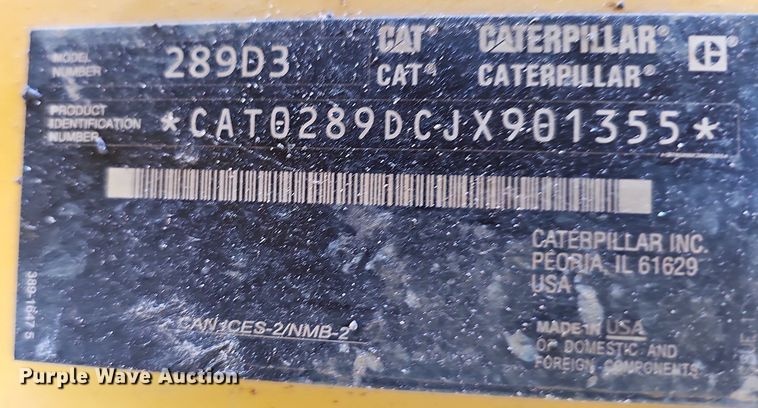 MODEL NUMBER 289D3
CAT® CATERPILLAR®
CAT® CATERPILLAR®
PRODUCT IDENTIFICATION NUMBER *CAT0289DCJX901355*
CATERPILLAR INC.
PEORIA, IL 61629
USA
CAN ICES-2/NMB-2
MADE IN USA
OF DOMESTIC AND
FOREIGN COMPONENTS
Purple Wave Auction